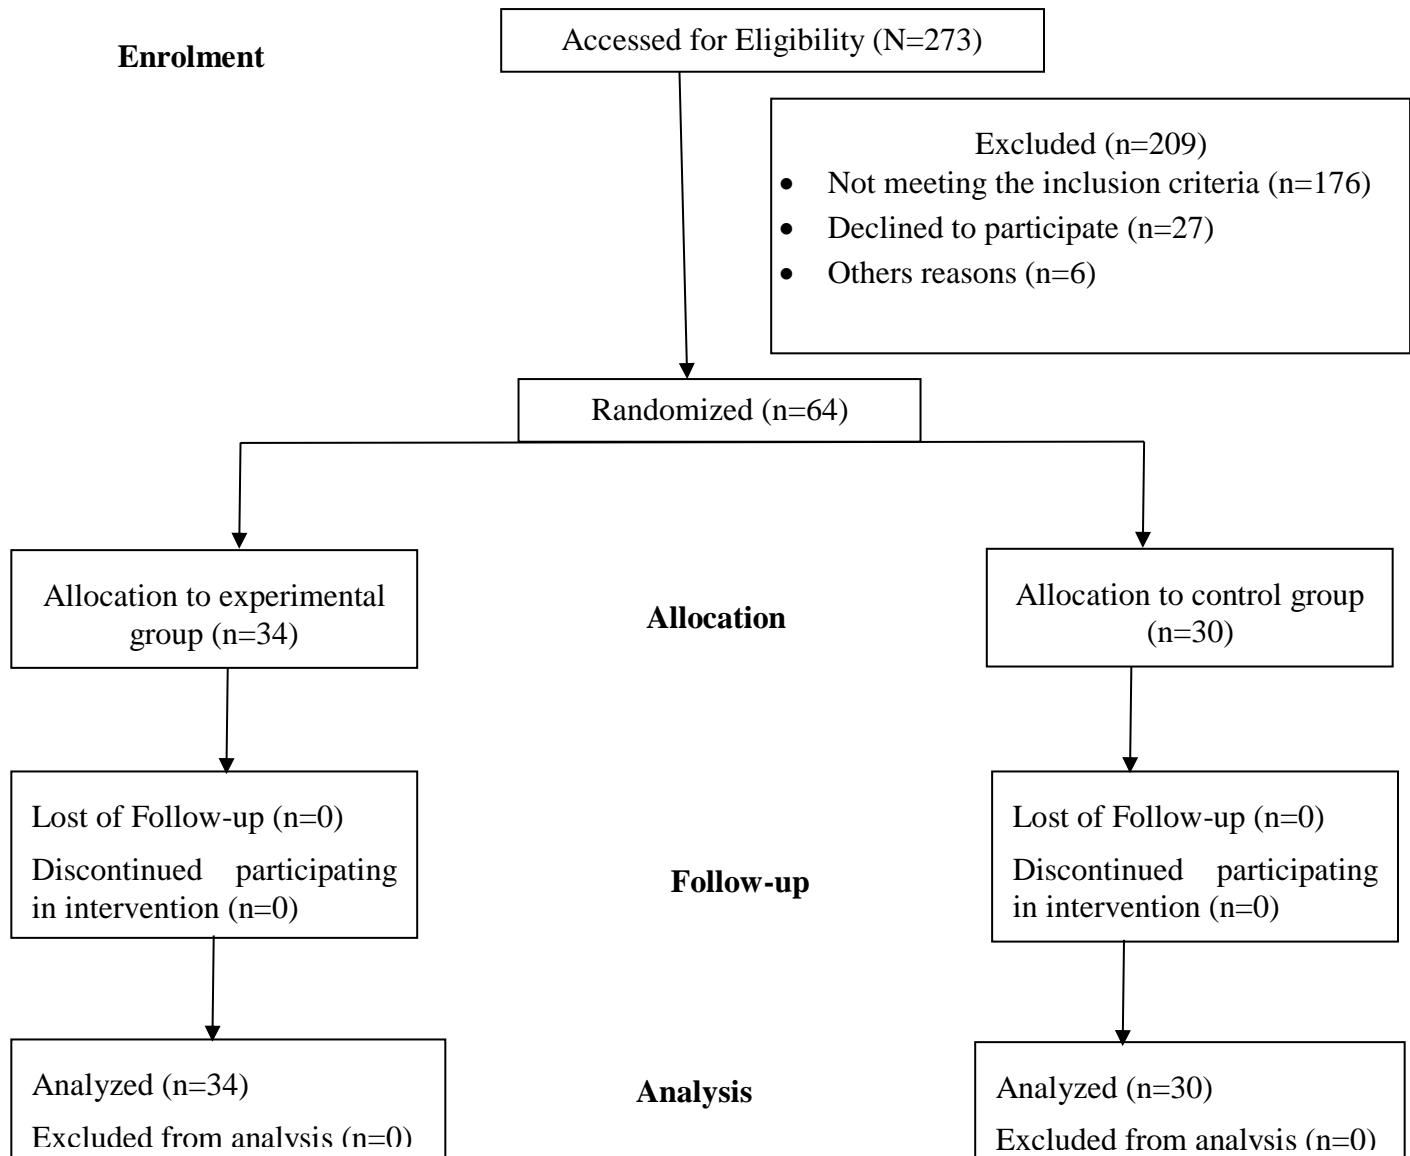 Enrolment
Accessed for Eligibility (N=273)
Excluded (n=209)
• Not meeting the inclusion criteria (n=176)
• Declined to participate (n=27)
• Others reasons (n=6)
Randomized (n=64)
Allocation to experimental
group (n=34)
Allocation
Allocation to control group
(n=30)
Lost of Follow-up (n=0)
Discontinued participating
in intervention (n=0)
Follow-up
Lost of Follow-up (n=0)
Discontinued participating
in intervention (n=0)
Analyzed (n=34)
Excluded from analysis (n=0)
Analysis
Analyzed (n=30)
Excluded from analysis (n=0)